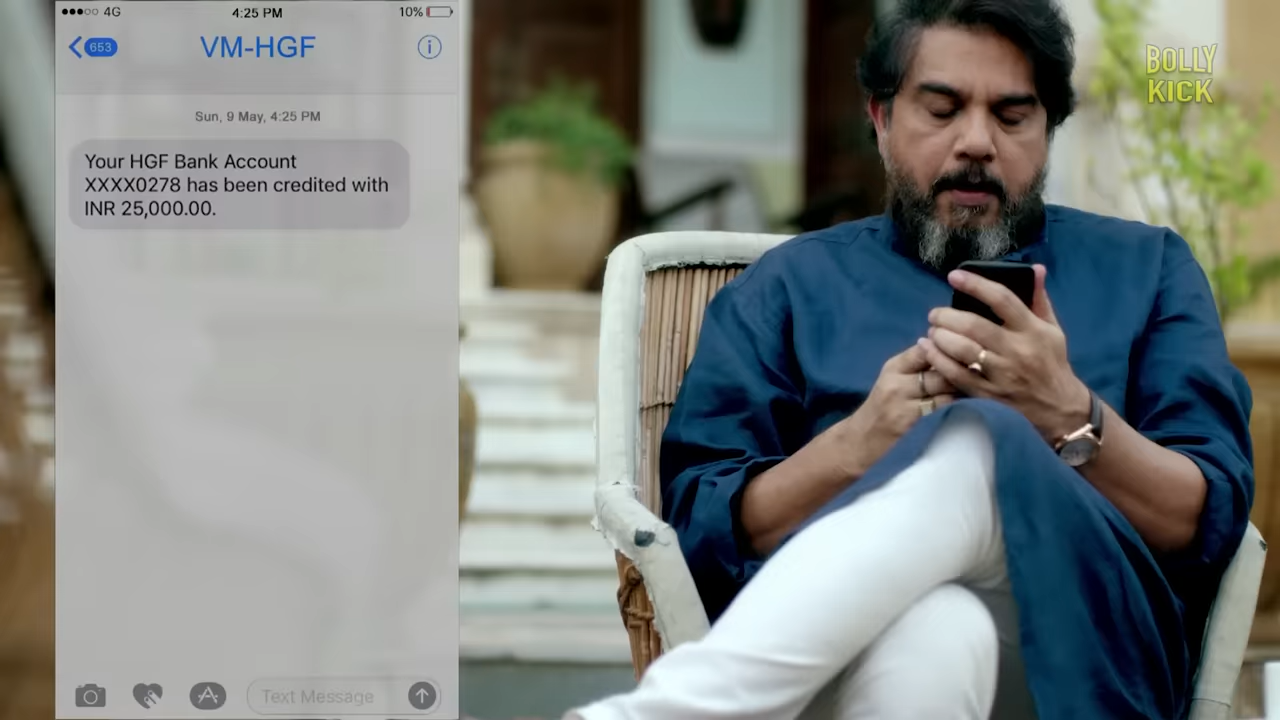 4G
4:25 PM
10%
653
VM-HGF
i
BOLLY
KICK
Sun, 9 May, 4:25 PM
Your HGF Bank Account
XXXX0278 has been credited with
INR 25,000.00.
Text Message